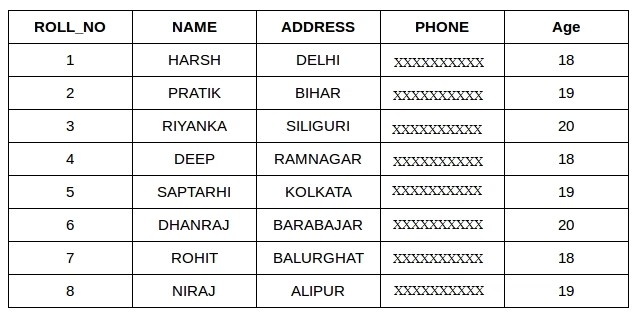 ROLL_NO NAME ADDRESS PHONE Age
1 HARSH DELHI XXXXXXXXXX 18
2 PRATIK BIHAR XXXXXXXXXX 19
3 RIYANKA SILIGURI XXXXXXXXXX 20
4 DEEP RAMNAGAR XXXXXXXXXX 18
5 SAPTARHI KOLKATA XXXXXXXXXX 19
6 DHANRAJ BARABAJAR XXXXXXXXXX 20
7 ROHIT BALURGHAT XXXXXXXXXX 18
8 NIRAJ ALIPUR XXXXXXXXXX 19